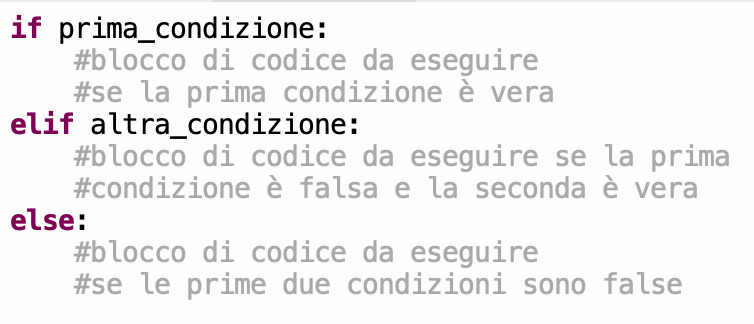 if prima_condizione:
    #blocco di codice da eseguire
    #se la prima condizione è vera
elif altra_condizione:
    #blocco di codice da eseguire se la prima
    #condizione è falsa e la seconda è vera
else:
    #blocco di codice da eseguire
    #se le prime due condizioni sono false